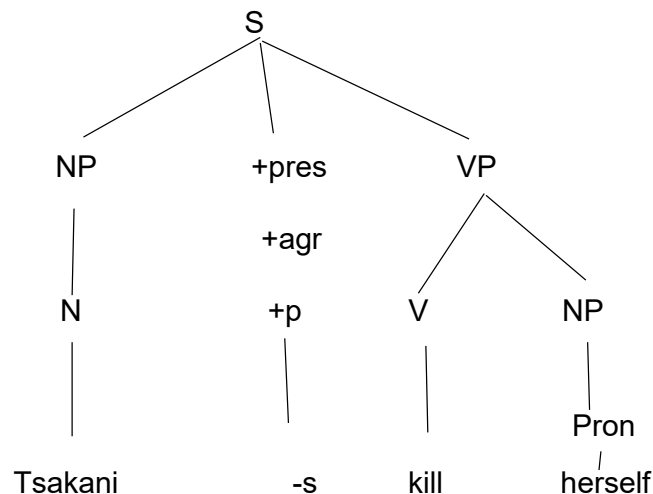 S
NP +pres VP
+agr
N +p V NP
Pron
Tsakani -s kill herself